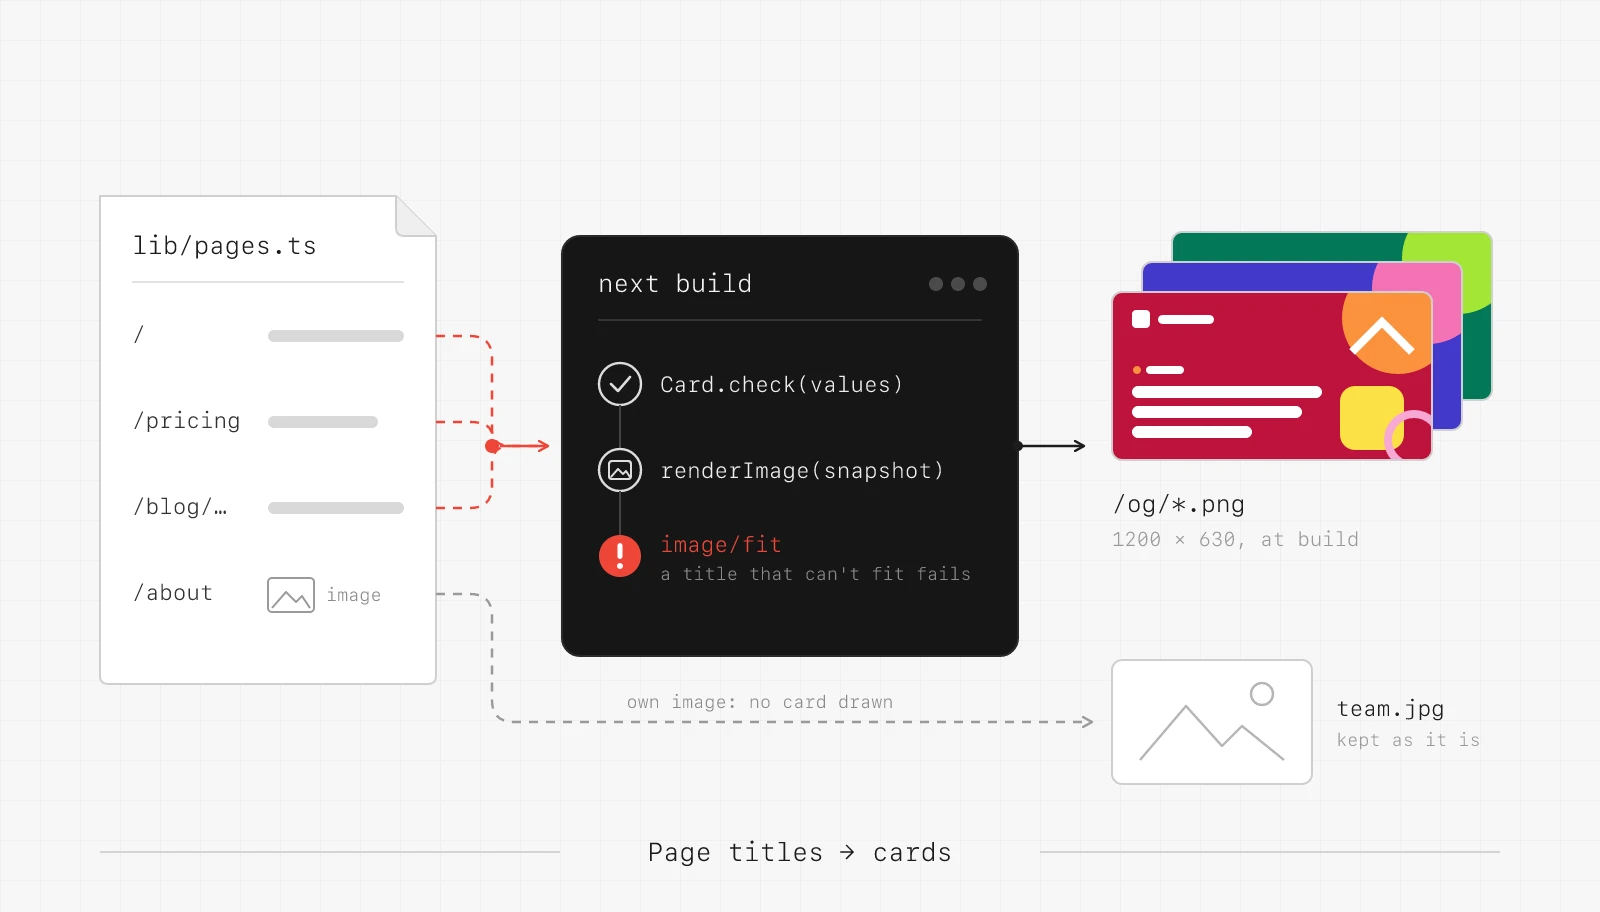 lib/pages.ts
/
/pricing
/blog/…
/about
image
next build
Card.check(values)
renderImage(snapshot)
image/fit
a title that can't fit fails
/og/*.png
1200 × 630, at build
own image: no card drawn
team.jpg
kept as it is
Page titles → cards